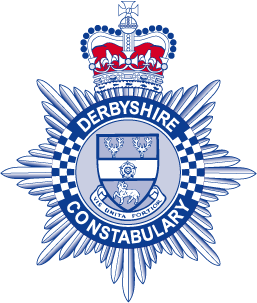 DERBYSHIRE
VIS UNITA FORTIOR
CONSTABULARY